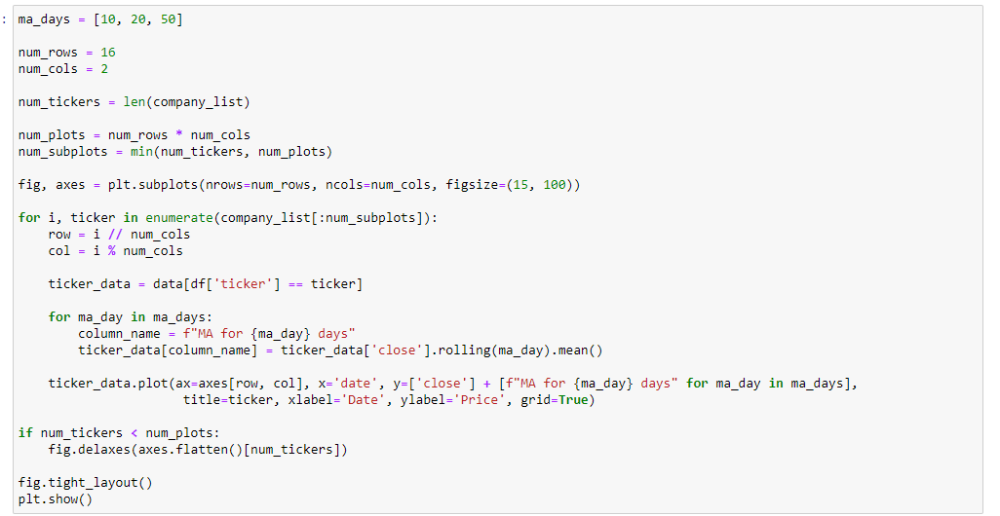 : ma_days = [10, 20, 50]
num_rows = 16
num_cols = 2
num_tickers = len(company_list)
num_plots = num_rows * num_cols
num_subplots = min(num_tickers, num_plots)
fig, axes = plt.subplots(nrows=num_rows, ncols=num_cols, figsize=(15, 100))
for i, ticker in enumerate(company_list[:num_subplots]):
    row = i // num_cols
    col = i % num_cols
    ticker_data = data[df['ticker'] == ticker]
    for ma_day in ma_days:
        column_name = f"MA for {ma_day} days"
        ticker_data[column_name] = ticker_data['close'].rolling(ma_day).mean()
    ticker_data.plot(ax=axes[row, col], x='date', y=['close'] + [f"MA for {ma_day} days" for ma_day in ma_days],
                      title=ticker, xlabel='Date', ylabel='Price', grid=True)
if num_tickers < num_plots:
    fig.delaxes(axes.flatten()[num_tickers])
fig.tight_layout()
plt.show()